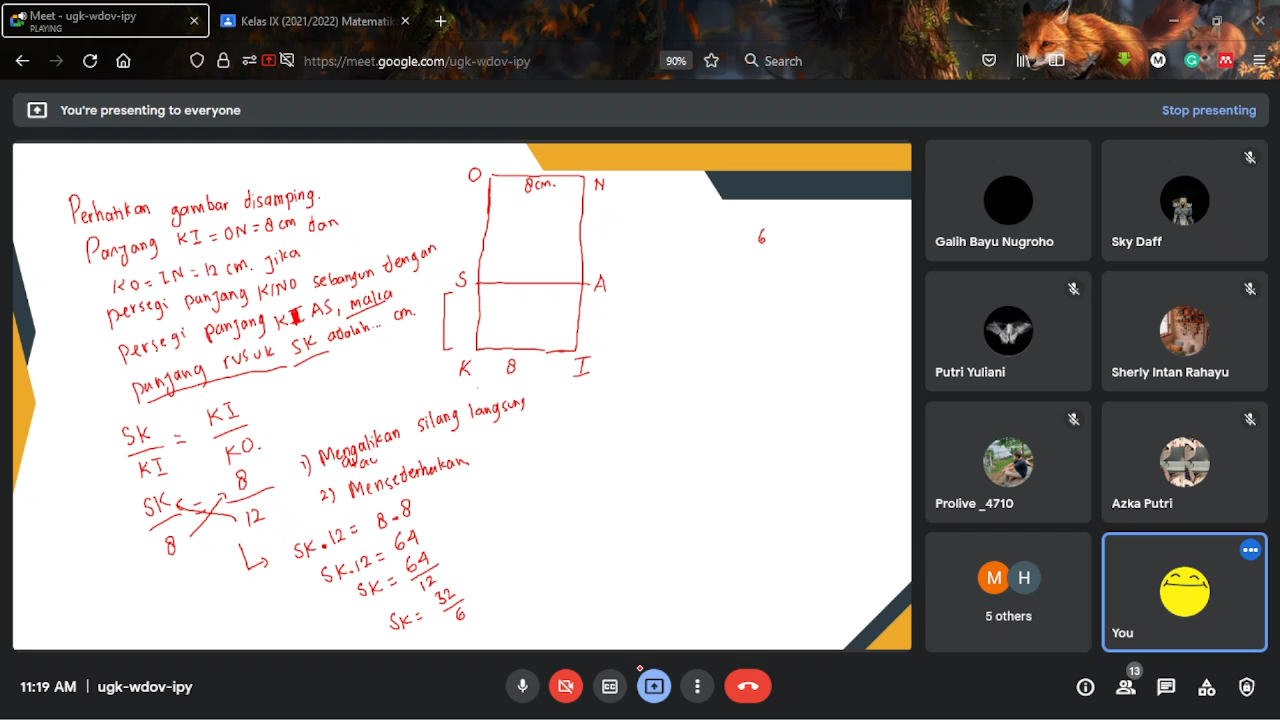 Meet - ugk-wdov-ipy
PLAYING
Kelas IX (2021/2022) Matematik
https://meet.google.com/ugk-wdov-ipy
90%
Search
You're presenting to everyone
Stop presenting
Perhatikan gambar disamping.
Panjang KI = ON = 8 cm dan
KO = IN = 12 cm. jika
persegi panjang KINO sebangun dengan
persegi panjang KIAS, maka
panjang rusuk SK adalah... cm.
O 8 cm. N
S A
K 8 I
6
SK/KI = KI/KO.
SK/8 = 8/12
1) Mengalikan silang langsung
atau
2) Mensederhakan
SK . 12 = 8 . 8
SK . 12 = 64
SK = 64/12
SK = 32/6
Galih Bayu Nugroho
Sky Daff
Putri Yuliani
Sherly Intan Rahayu
Prolive _4710
Azka Putri
M H
5 others
You
11:19 AM | ugk-wdov-ipy
13